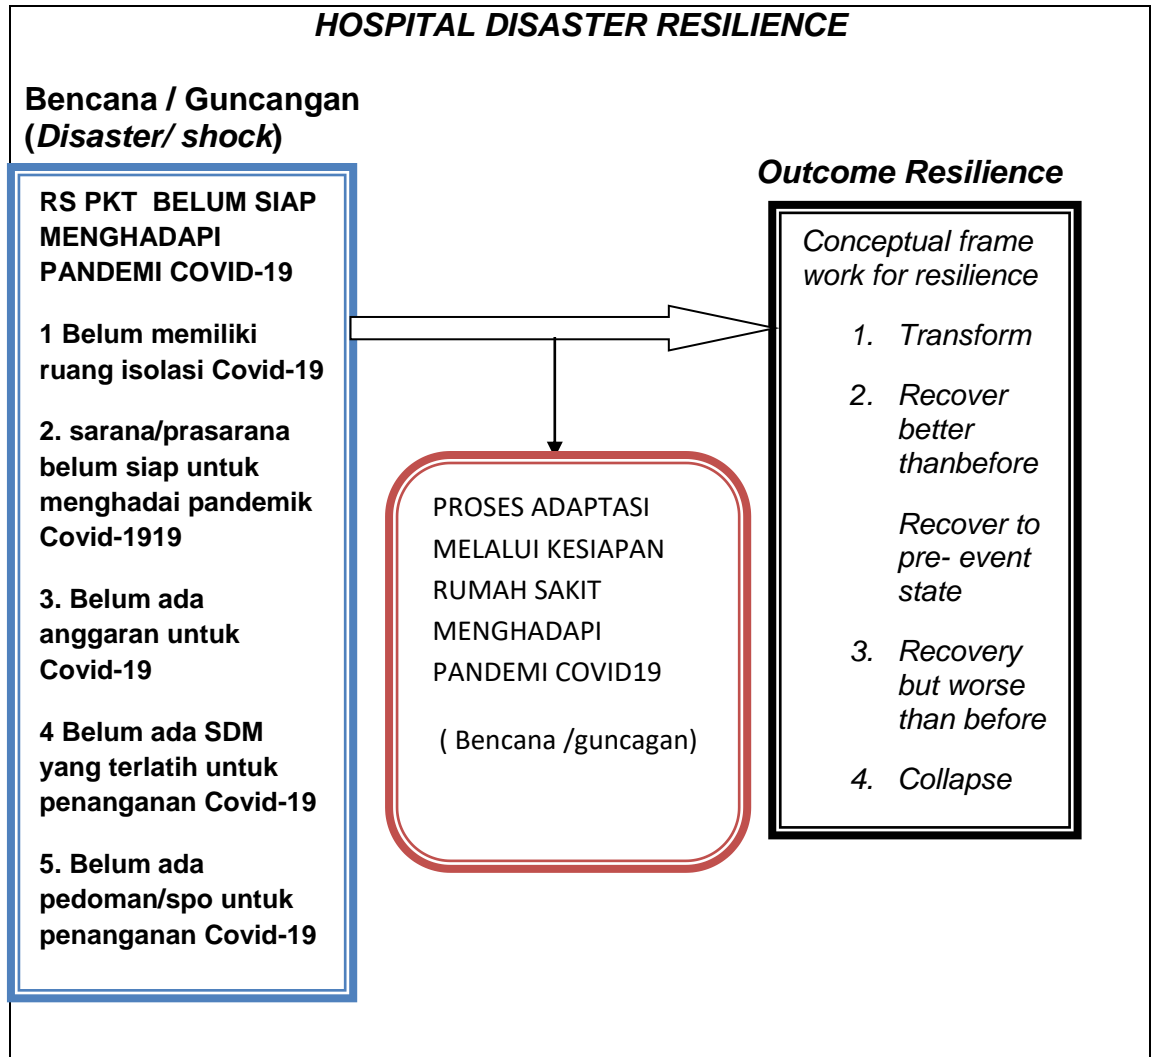 HOSPITAL DISASTER RESILIENCE
Bencana / Guncangan
(Disaster/ shock)
RS PKT BELUM SIAP
MENGHADAPI
PANDEMI COVID-19
1 Belum memiliki
ruang isolasi Covid-19
2. sarana/prasarana
belum siap untuk
menghadai pandemik
Covid-1919
3. Belum ada
anggaran untuk
Covid-19
4 Belum ada SDM
yang terlatih untuk
penanganan Covid-19
5. Belum ada
pedoman/spo untuk
penanganan Covid-19
PROSES ADAPTASI
MELALUI KESIAPAN
RUMAH SAKIT
MENGHADAPI
PANDEMI COVID19
( Bencana /guncagan)
Outcome Resilience
Conceptual frame
work for resilience
1. Transform
2. Recover
better
thanbefore
Recover to
pre- event
state
3. Recovery
but worse
than before
4. Collapse